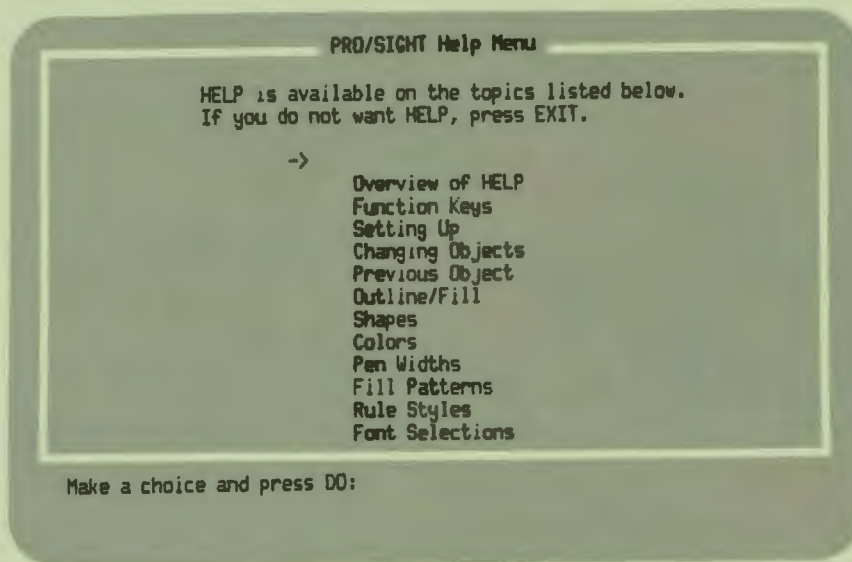 PRO/SIGHT Help Menu
HELP is available on the topics listed below.
If you do not want HELP, press EXIT.
->
Overview of HELP
Function Keys
Setting Up
Changing Objects
Previous Object
Outline/Fill
Shapes
Colors
Pen Widths
Fill Patterns
Rule Styles
Font Selections
Make a choice and press DO: